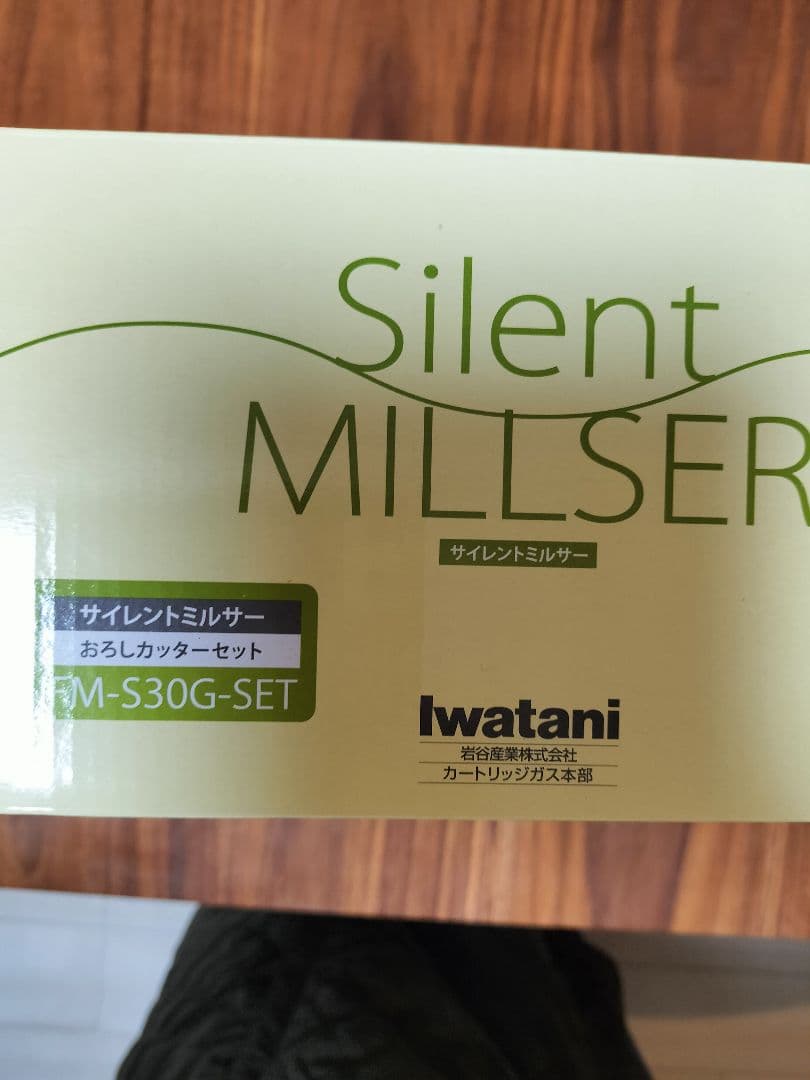 Silent
MILLSER
サイレントミルサー
サイレントミルサー
おろしカッターセット
FM-S30G-SET
Iwatani
岩谷産業株式会社
カートリッジガス本部